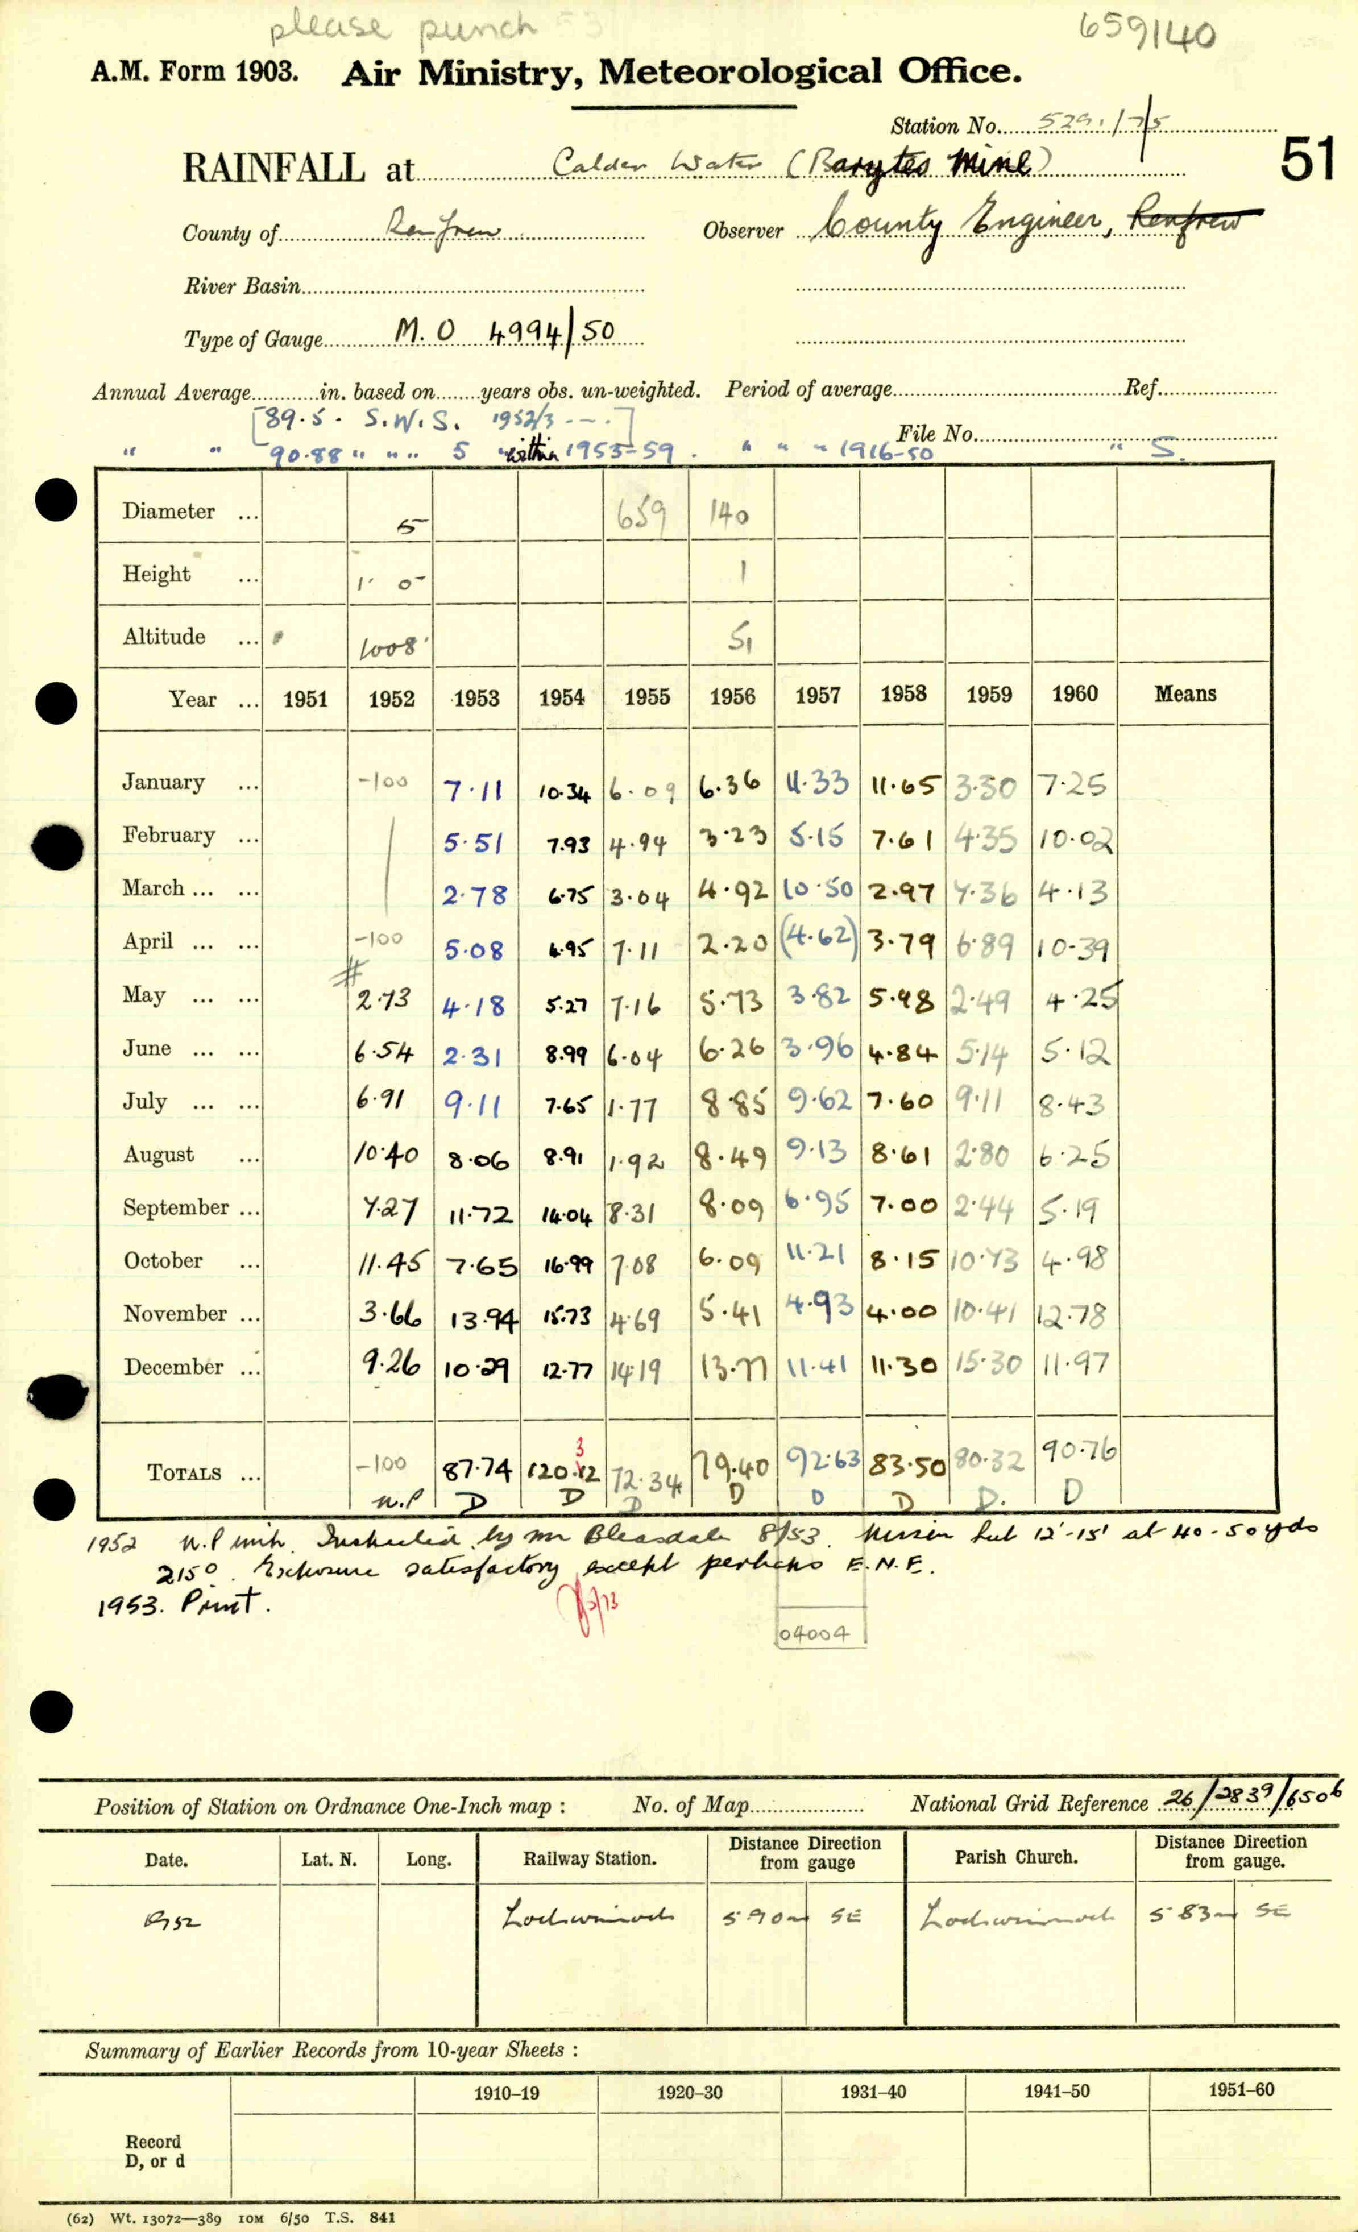 please punch
659140
A.M. Form 1903. Air Ministry, Meteorological Office.
Station No. 529.1/75
RAINFALL at Calder Water (Barytes Mine) 51
County of Renfrew Observer County Engineer, Renfrew
River Basin
Type of Gauge M.O 4994/50
Annual Average in. based on years obs. un-weighted. Period of average Ref.
[89.5. S.W.S. 1952/3 - - .]
File No.
" " 90.88 " " " 5 " within 1953-59. " " " 1916-50 " S.
Diameter ... 5 659 140
Height ... 1' 0" 1
Altitude ... 1008' 51
Year ... 1951 1952 1953 1954 1955 1956 1957 1958 1959 1960 Means
January ... -100 7.11 10.34 6.09 6.36 11.33 11.65 3.50 7.25
February ... 5.51 7.93 4.94 3.23 5.15 7.61 4.35 10.02
March ... ... 2.78 6.75 3.04 4.92 10.50 2.97 7.36 4.13
April ... ... -100 5.08 4.95 7.11 2.20 (4.62) 3.79 6.89 10.39
May ... ... # 2.73 4.18 5.27 7.16 5.73 3.82 5.98 2.49 4.25
June ... ... 6.54 2.31 8.99 6.04 6.26 3.96 4.84 5.14 5.12
July ... ... 6.91 9.11 7.65 1.77 8.85 9.62 7.60 9.11 8.43
August ... 10.40 8.06 8.91 1.92 8.49 9.13 8.61 2.80 6.25
September ... 7.27 11.72 14.04 8.31 8.09 6.95 7.00 2.44 5.19
October ... 11.45 7.65 16.99 7.08 6.09 11.21 8.15 10.43 4.98
November ... 3.66 13.94 15.73 4.69 5.41 4.93 4.00 10.41 12.78
December ... 9.26 10.29 12.77 14.19 13.77 11.41 11.30 15.30 11.97
3
TOTALS ... -100 87.74 120.12 72.34 79.40 92.63 83.50 80.32 90.76
N.P D D D D D D D. D
1952 N.P until Inspected by Mr Bleasdale 8/53. hut 12'-15' at 40-50 yds
215°. Exposure satisfactory except perhaps E.N.E.
1953. Print.
2/73
04004
Position of Station on Ordnance One-Inch map : No. of Map National Grid Reference 26/2839/6506
Date. Lat. N. Long. Railway Station. Distance Direction from gauge Parish Church. Distance Direction from gauge.
1952 Lochwinnoch 5.90m SE Lochwinnoch 5.83m SE
Summary of Earlier Records from 10-year Sheets :
1910–19 1920–30 1931–40 1941–50 1951–60
Record
D, or d
(62) Wt. 13072—389 10M 6/50 T.S. 841